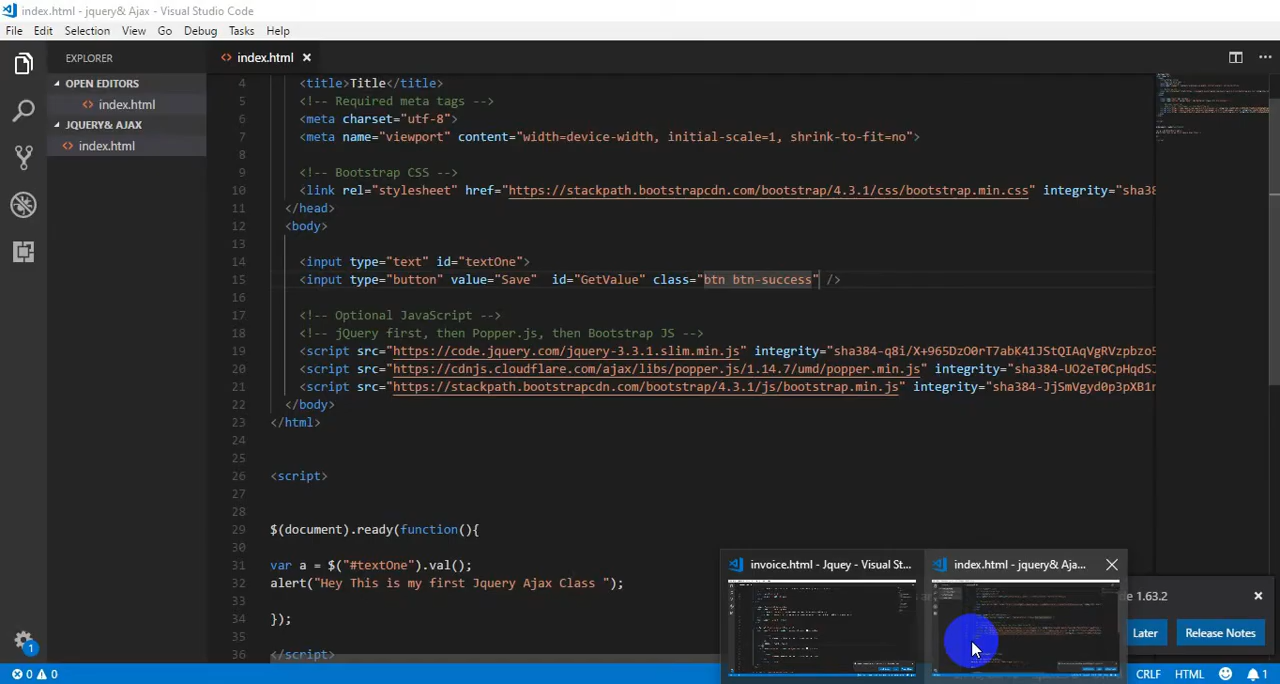 index.html - jquery& Ajax - Visual Studio Code
File Edit Selection View Go Debug Tasks Help
EXPLORER
OPEN EDITORS
index.html
JQUERY& AJAX
index.html
index.html
4 <title>Title</title>
5 <!-- Required meta tags -->
6 <meta charset="utf-8">
7 <meta name="viewport" content="width=device-width, initial-scale=1, shrink-to-fit=no">
8
9 <!-- Bootstrap CSS -->
10 <link rel="stylesheet" href="https://stackpath.bootstrapcdn.com/bootstrap/4.3.1/css/bootstrap.min.css" integrity="sha3
11 </head>
12 <body>
13
14 <input type="text" id="textOne">
15 <input type="button" value="Save"  id="GetValue" class="btn btn-success" />
16
17 <!-- Optional JavaScript -->
18 <!-- jQuery first, then Popper.js, then Bootstrap JS -->
19 <script src="https://code.jquery.com/jquery-3.3.1.slim.min.js" integrity="sha384-q8i/X+965DzO0rT7abK41JStQIAqVgRVzpbzo5
20 <script src="https://cdnjs.cloudflare.com/ajax/libs/popper.js/1.14.7/umd/popper.min.js" integrity="sha384-UO2eT0CpHqdSJ
21 <script src="https://stackpath.bootstrapcdn.com/bootstrap/4.3.1/js/bootstrap.min.js" integrity="sha384-JjSmVgyd0p3pXB1r
22 </body>
23 </html>
24
25
26 <script>
27
28
29 $(document).ready(function(){
30
31 var a = $("#textOne").val();
32 alert("Hey This is my first Jquery Ajax Class ");
33
34 });
35
36 </script>
invoice.html - Jquey - Visual St...
index.html - jquery& Aja...
e 1.63.2
Later
Release Notes
1
0 0
CRLF
HTML
1